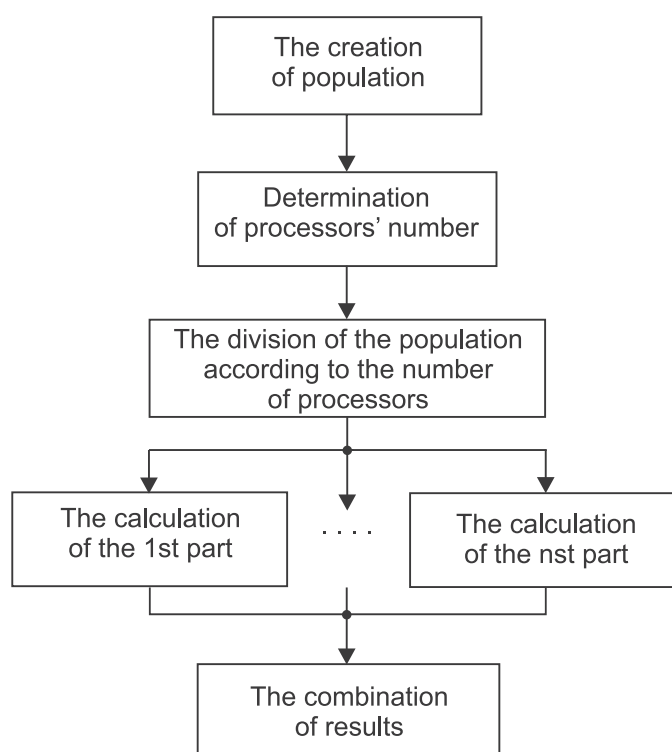 The creation
of population
Determination
of processors’ number
The division of the population
according to the number
of processors
The calculation
of the 1st part
. . . .
The calculation
of the nst part
The combination
of results